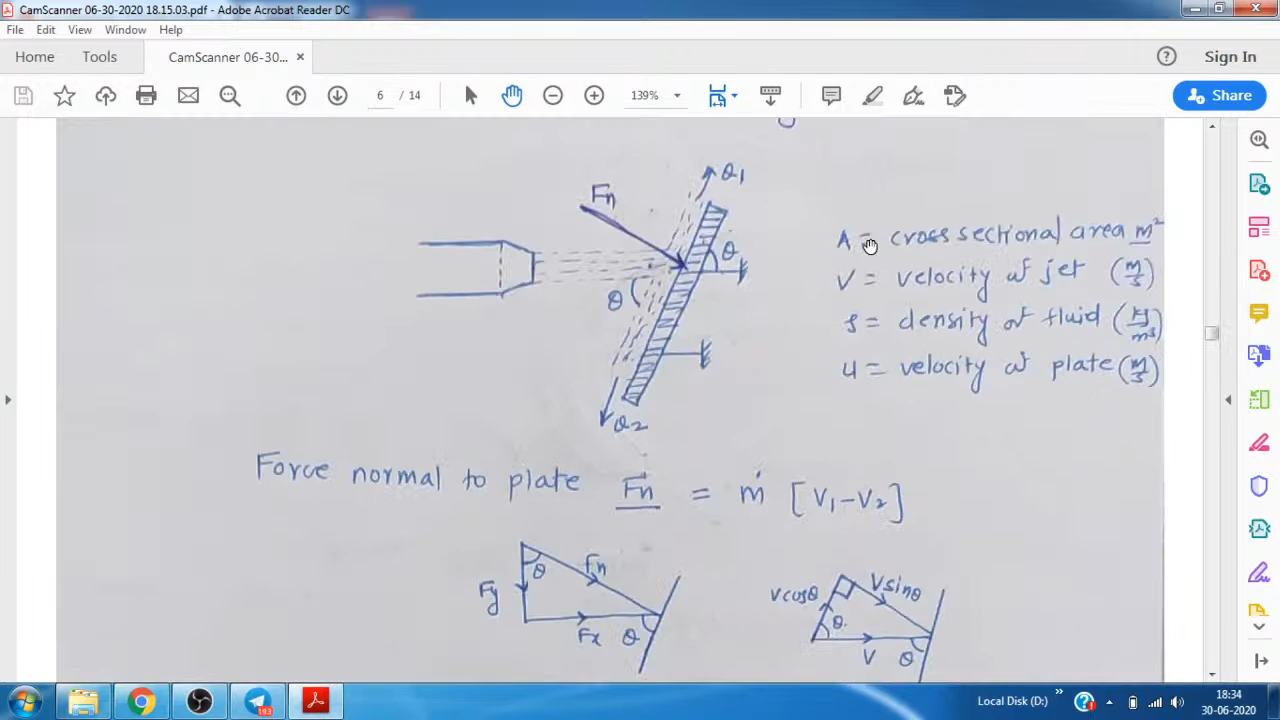 CamScanner 06-30-2020 18.15.03.pdf - Adobe Acrobat Reader DC
File Edit View Window Help
Home Tools CamScanner 06-30... × ? Sign In
6 / 14 139% Share
Fn
θ1
θ
θ
θ2
A = cross sectional area m²
V = velocity of jet (m/s)
ρ = density of fluid (kg/m³)
u = velocity of plate (m/s)
Force normal to plate Fn = ṁ [V1-V2]
θ Fn
Fy
Fx θ
Vcosθ Vsinθ
θ
V θ
193
Local Disk (D:) »
18:34
30-06-2020